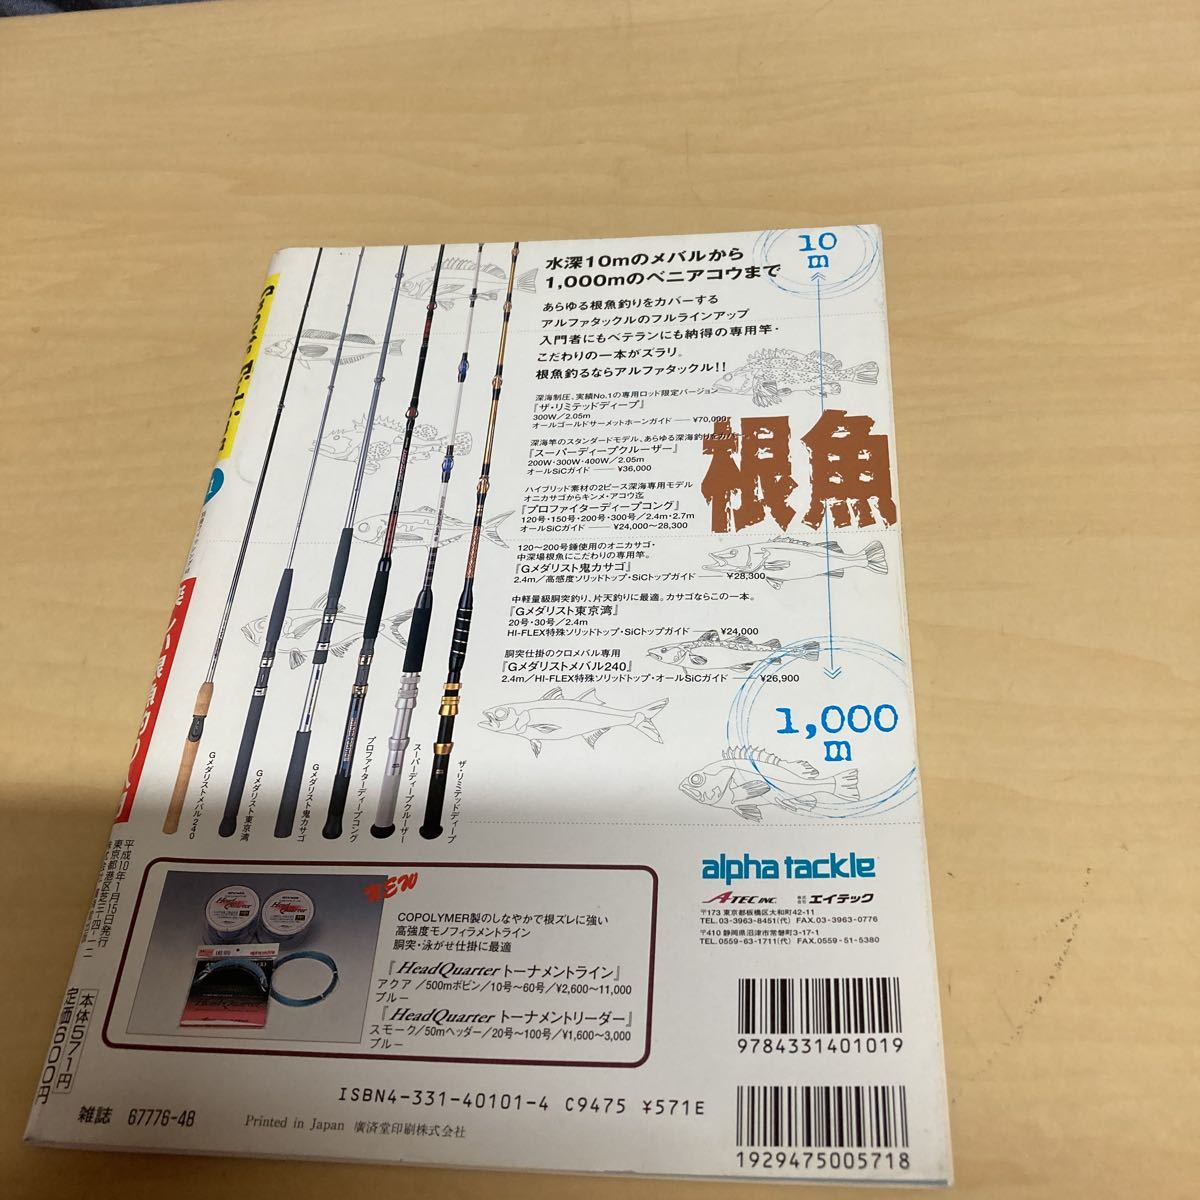 水深10mのメバルから
1,000mのベニアコウまで
あらゆる根魚釣りをカバーする
アルファタックルのフルラインアップ
入門者にもベテランにも納得の専用竿・
こだわりの一本がズラリ。
根魚釣るならアルファタックル!!
10
m
深海制圧、実績No.1の専用ロッド限定バージョン
『ザ・リミテッドディープ』
300W/2.05m
オールゴールドサーメットホーンガイド ―― ¥70,000
深海竿のスタンダードモデル、あらゆる深海釣りをカバー
『スーパーディープクルーザー』
200W・300W・400W/2.05m
オールSiCガイド ―― ¥36,000
根魚
ハイブリッド素材の2ピース深海専用モデル
オニカサゴからキンメ・アコウ迄
『プロファイターディープコング』
120号・150号・200号・300号/2.4m・2.7m
オールSiCガイド ―― ¥24,000〜28,300
120〜200号錘使用のオニカサゴ・
中深場根魚にこだわりの専用竿。
『Gメダリスト鬼カサゴ』
2.4m/高感度ソリッドトップ・SiCトップガイド ―― ¥28,300
中軽量級胴突釣り、片天釣りに最適。カサゴならこの一本。
『Gメダリスト東京湾』
20号・30号/2.4m
HI-FLEX特殊ソリッドトップ・SiCトップガイド ―― ¥24,000
胴突仕掛のクロメバル専用
『Gメダリストメバル240』
2.4m/HI-FLEX特殊ソリッドトップ・オールSiCガイド ―― ¥26,900
1,000
m
Gメダリストメバル240
Gメダリスト東京湾
Gメダリスト鬼カサゴ
プロファイターディープコング
スーパーディープクルーザー
ザ・リミテッドディープ
NEW
COPOLYMER製のしなやかで根ズレに強い
高強度モノフィラメントライン
胴突・泳がせ仕掛に最適
『HeadQuarterトーナメントライン』
アクア/500mボビン/10号〜60号/¥2,600〜11,000
ブルー
『HeadQuarterトーナメントリーダー』
スモーク/50mヘッダー/20号〜100号/¥1,600〜3,000
ブルー
alpha tackle
A-TEC INC. 株式会社 エイテック
〒173 東京都板橋区大和町42-11
TEL.03-3963-8451(代) FAX.03-3963-0776
〒410 静岡県沼津市常磐町3-17-1
TEL.0559-63-1711(代) FAX.0559-51-5380
9784331401019
1929475005718
ISBN4-331-40101-4 C9475 ¥571E
雑誌 67776-48
Printed in Japan 廣済堂印刷株式会社
平成10年1月15日発行
東京都港区芝三-四-一二
本体571円
定価600円